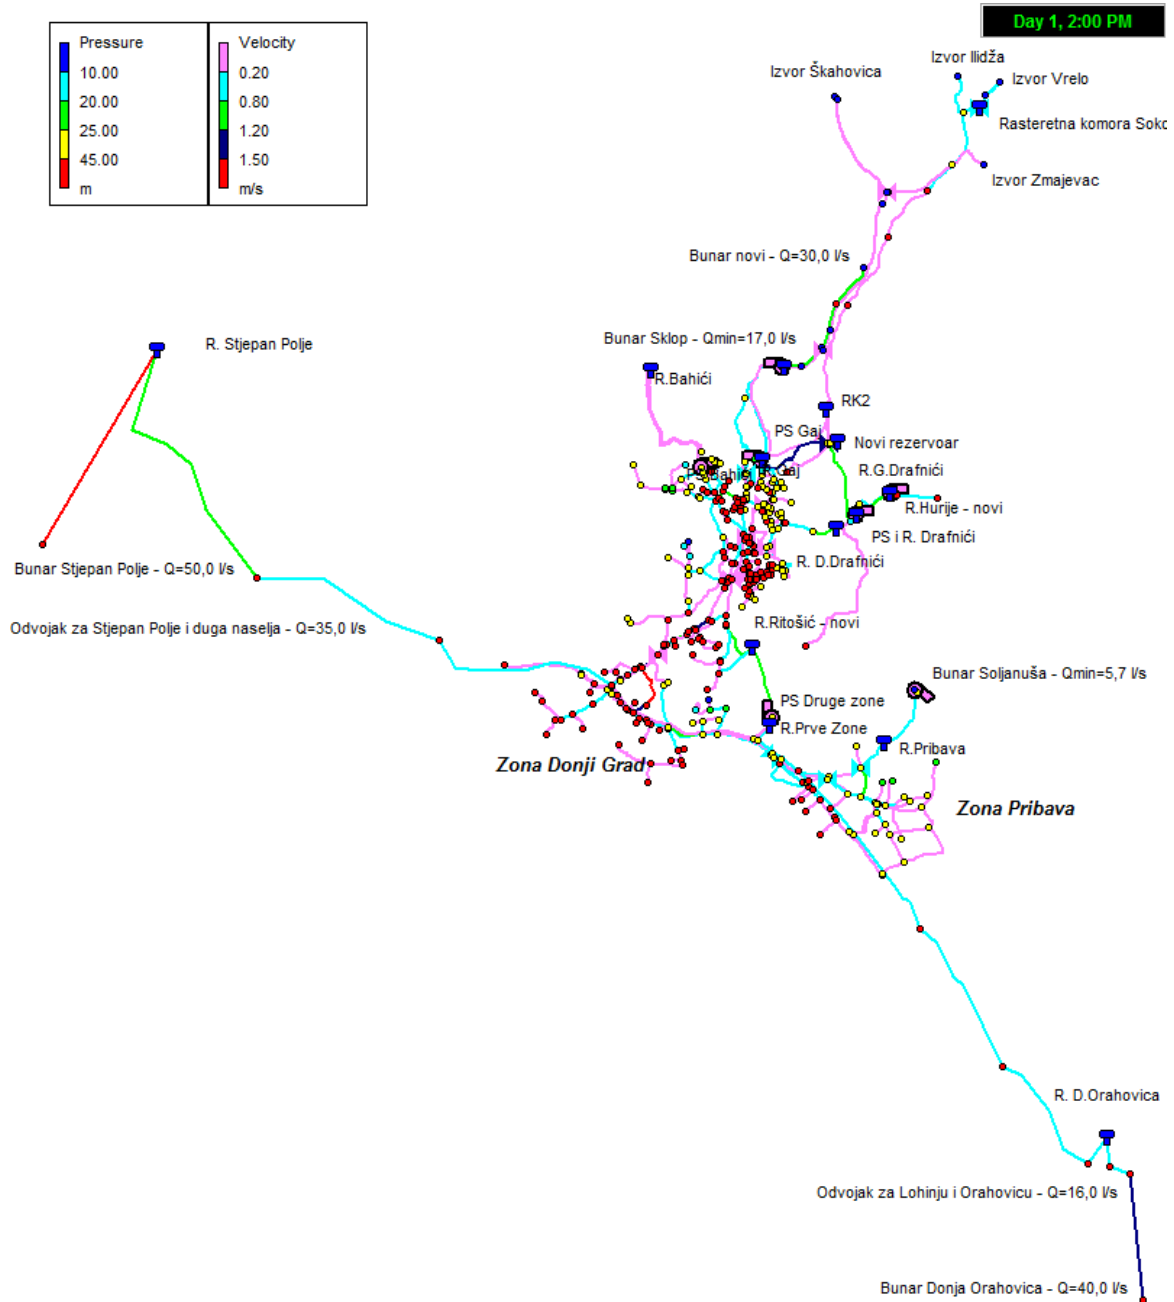 Day 1, 2:00 PM
Pressure
10.00
20.00
25.00
45.00
m
Velocity
0.20
0.80
1.20
1.50
m/s
Izvor Ilidža
Izvor Škahovica
Izvor Vrelo
Rasteretna komora Soko
Izvor Zmajevac
Bunar novi - Q=30,0 l/s
Bunar Sklop - Qmin=17,0 l/s
R. Stjepan Polje
R.Bahići
RK2
PS Gaj
Novi rezervoar
R.G.Drafnići
R.Hurije - novi
PS i R. Drafnići
R. D.Drafnići
Bunar Stjepan Polje - Q=50,0 l/s
Odvojak za Stjepan Polje i duga naselja - Q=35,0 l/s
R.Ritošić - novi
Bunar Soljanuša - Qmin=5,7 l/s
PS Druge zone
R.Prve Zone
R.Pribava
Zona Donji Grad
Zona Pribava
R. D.Orahovica
Odvojak za Lohinju i Orahovicu - Q=16,0 l/s
Bunar Donja Orahovica - Q=40,0 l/s